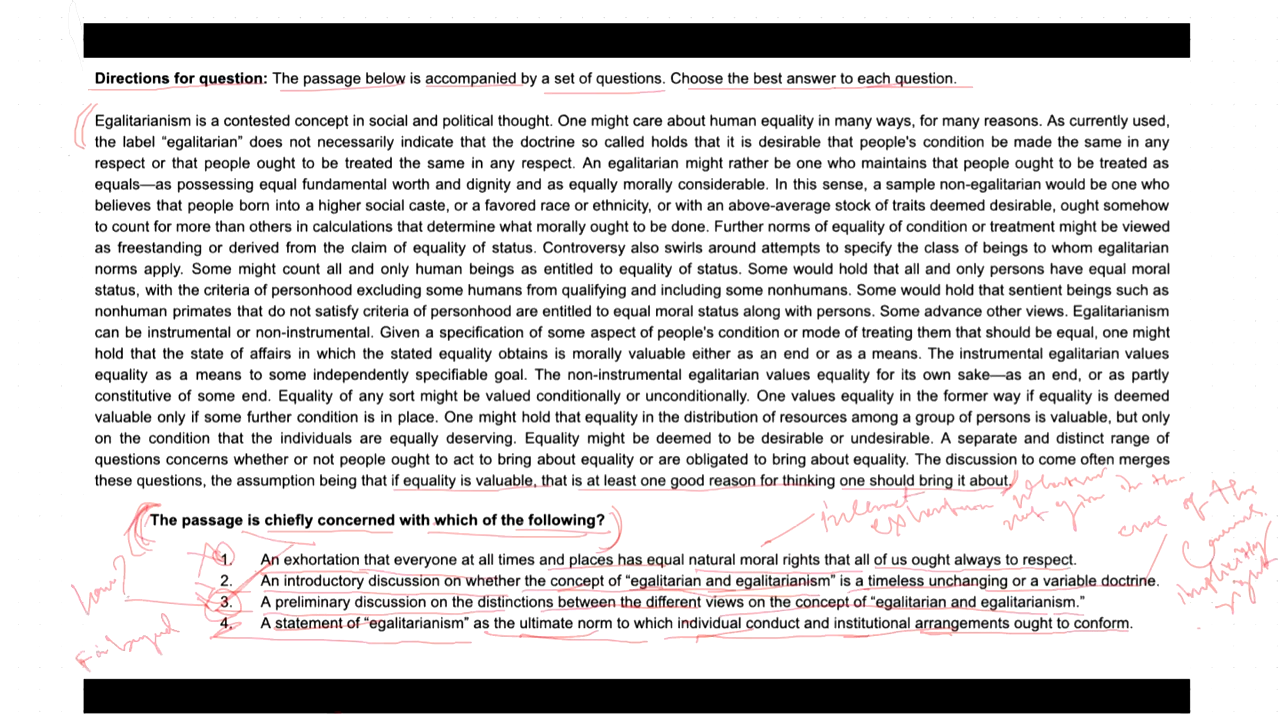 Directions for question: The passage below is accompanied by a set of questions. Choose the best answer to each question.
Egalitarianism is a contested concept in social and political thought. One might care about human equality in many ways, for many reasons. As currently used,
the label “egalitarian” does not necessarily indicate that the doctrine so called holds that it is desirable that people's condition be made the same in any
respect or that people ought to be treated the same in any respect. An egalitarian might rather be one who maintains that people ought to be treated as
equals—as possessing equal fundamental worth and dignity and as equally morally considerable. In this sense, a sample non-egalitarian would be one who
believes that people born into a higher social caste, or a favored race or ethnicity, or with an above-average stock of traits deemed desirable, ought somehow
to count for more than others in calculations that determine what morally ought to be done. Further norms of equality of condition or treatment might be viewed
as freestanding or derived from the claim of equality of status. Controversy also swirls around attempts to specify the class of beings to whom egalitarian
norms apply. Some might count all and only human beings as entitled to equality of status. Some would hold that all and only persons have equal moral
status, with the criteria of personhood excluding some humans from qualifying and including some nonhumans. Some would hold that sentient beings such as
nonhuman primates that do not satisfy criteria of personhood are entitled to equal moral status along with persons. Some advance other views. Egalitarianism
can be instrumental or non-instrumental. Given a specification of some aspect of people's condition or mode of treating them that should be equal, one might
hold that the state of affairs in which the stated equality obtains is morally valuable either as an end or as a means. The instrumental egalitarian values
equality as a means to some independently specifiable goal. The non-instrumental egalitarian values equality for its own sake—as an end, or as partly
constitutive of some end. Equality of any sort might be valued conditionally or unconditionally. One values equality in the former way if equality is deemed
valuable only if some further condition is in place. One might hold that equality in the distribution of resources among a group of persons is valuable, but only
on the condition that the individuals are equally deserving. Equality might be deemed to be desirable or undesirable. A separate and distinct range of
questions concerns whether or not people ought to act to bring about equality or are obligated to bring about equality. The discussion to come often merges
these questions, the assumption being that if equality is valuable, that is at least one good reason for thinking one should bring it about.
The passage is chiefly concerned with which of the following?
1. An exhortation that everyone at all times and places has equal natural moral rights that all of us ought always to respect.
2. An introductory discussion on whether the concept of “egalitarian and egalitarianism” is a timeless unchanging or a variable doctrine.
3. A preliminary discussion on the distinctions between the different views on the concept of “egalitarian and egalitarianism.”
4. A statement of “egalitarianism” as the ultimate norm to which individual conduct and institutional arrangements ought to conform.